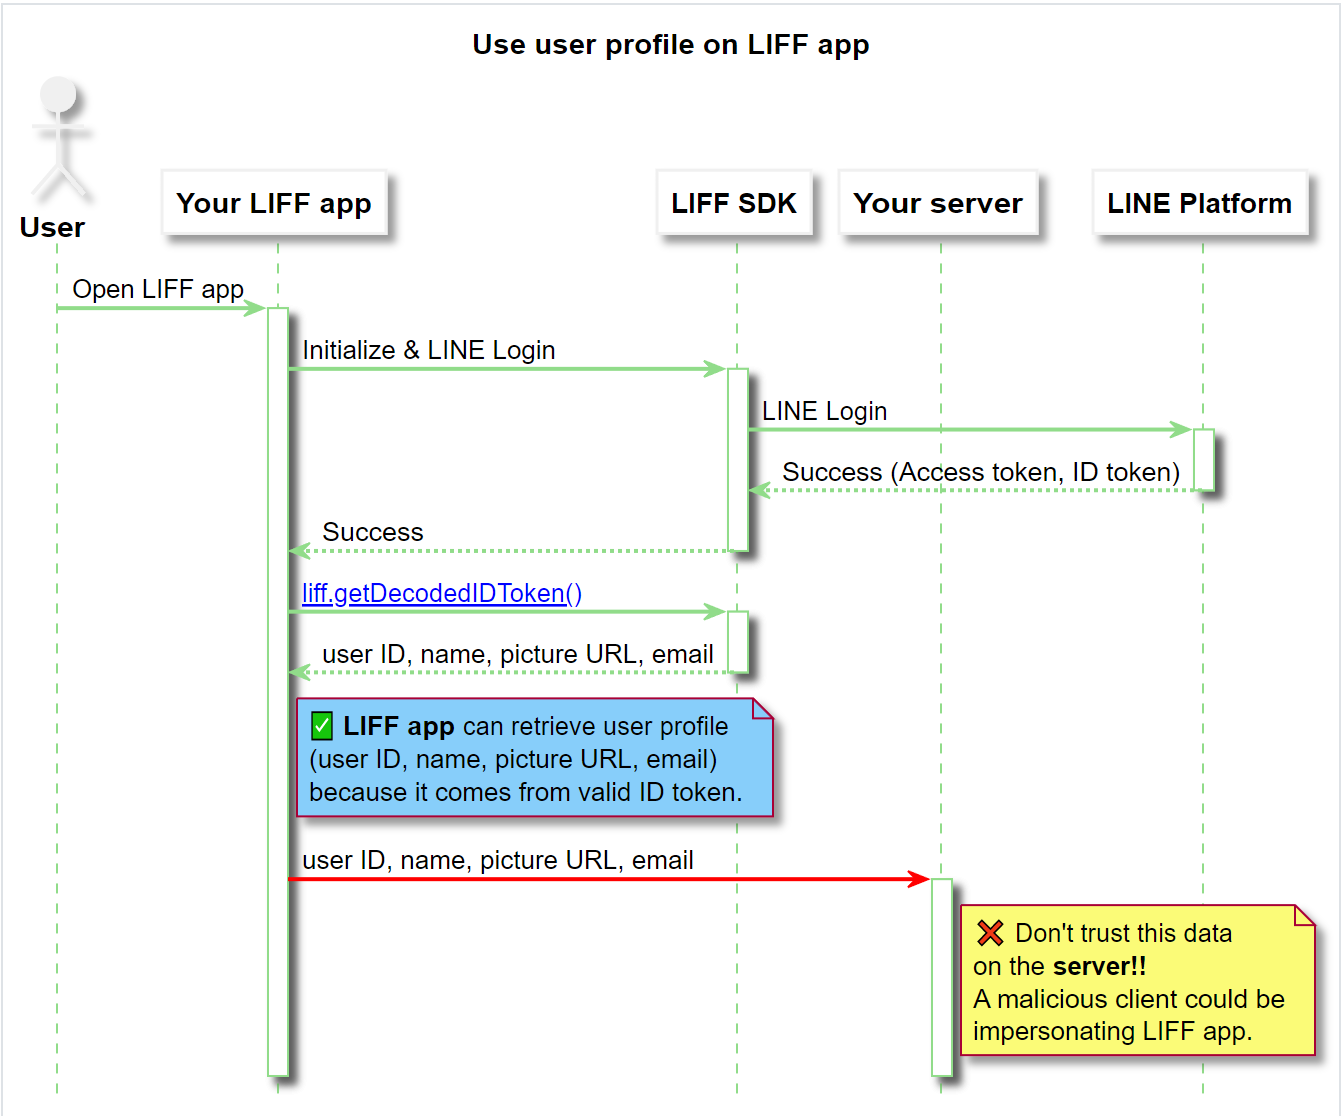 Use user profile on LIFF app
User
Your LIFF app
LIFF SDK
Your server
LINE Platform
Open LIFF app
Initialize & LINE Login
LINE Login
Success (Access token, ID token)
Success
liff.getDecodedIDToken()
user ID, name, picture URL, email
✅ LIFF app can retrieve user profile
(user ID, name, picture URL, email)
because it comes from valid ID token.
user ID, name, picture URL, email
❌ Don't trust this data
on the server!!
A malicious client could be
impersonating LIFF app.